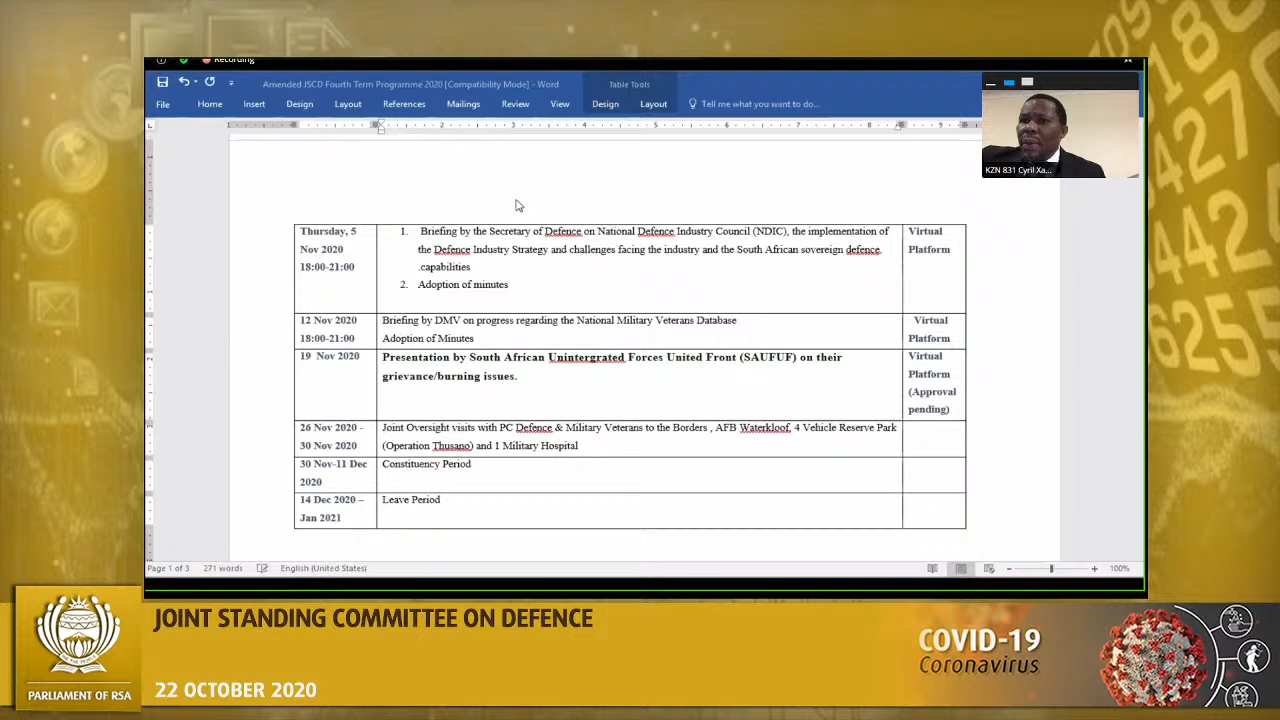 Recording
Amended JSCD Fourth Term Programme 2020 [Compatibility Mode] - Word
Table Tools
File Home Insert Design Layout References Mailings Review View Design Layout Tell me what you want to do...
KZN 831 Cyril Xa...
1 2 3 4 5 6 7 8 9
Thursday, 5
Nov 2020
18:00-21:00
1. Briefing by the Secretary of Defence on National Defence Industry Council (NDIC), the implementation of
the Defence Industry Strategy and challenges facing the industry and the South African sovereign defence
.capabilities
2. Adoption of minutes
Virtual
Platform
12 Nov 2020
18:00-21:00
Briefing by DMV on progress regarding the National Military Veterans Database
Adoption of Minutes
Virtual
Platform
19 Nov 2020
Presentation by South African Unintergrated Forces United Front (SAUFUF) on their
grievance/burning issues.
Virtual
Platform
(Approval
pending)
26 Nov 2020 -
30 Nov 2020
Joint Oversight visits with PC Defence & Military Veterans to the Borders , AFB Waterkloof, 4 Vehicle Reserve Park
(Operation Thusano) and 1 Military Hospital
30 Nov-11 Dec
2020
Constituency Period
14 Dec 2020 –
Jan 2021
Leave Period
Page 1 of 3 271 words English (United States) 100%
JOINT STANDING COMMITTEE ON DEFENCE
22 OCTOBER 2020
PARLIAMENT OF RSA
COVID-19
Coronavirus